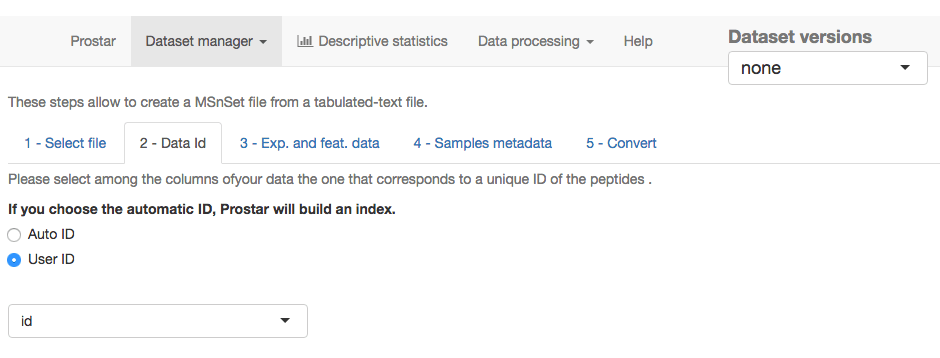 Prostar Dataset manager Descriptive statistics Data processing Help
Dataset versions
none
These steps allow to create a MSnSet file from a tabulated-text file.
1 - Select file 2 - Data Id 3 - Exp. and feat. data 4 - Samples metadata 5 - Convert
Please select among the columns ofyour data the one that corresponds to a unique ID of the peptides .
If you choose the automatic ID, Prostar will build an index.
Auto ID
User ID
id